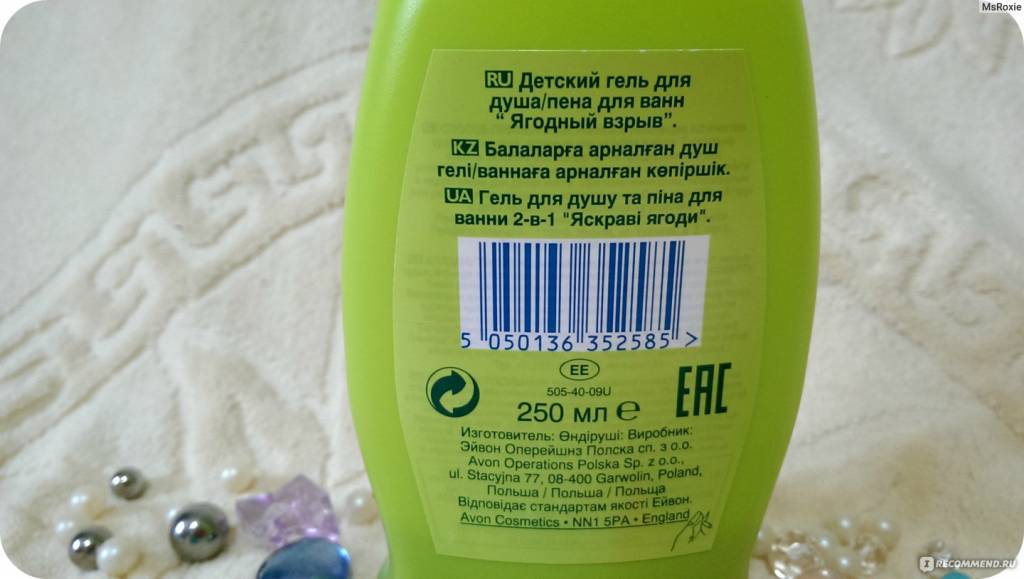 MsRoxie
RU Детский гель для
душа/пена для ванн
“ Ягодный взрыв”.
KZ Балаларға арналған душ
гелі/ваннаға арналған көпіршік.
UA Гель для душу та піна для
ванни 2-в-1 "Яскраві ягоди".
5 050136 352585 >
EE
505-40-09U
250 мл ℮
EAC
Изготовитель: Өндіруші: Виробник:
Эйвон Оперейшнз Полска сп. з о.о.
Avon Operations Polska Sp. z o.o.,
ul. Stacyjna 77, 08-400 Garwolin, Poland,
Польша / Польша / Польща
Відповідає стандартам якості Ейвон.
Avon Cosmetics • NN1 5PA • England
IRECOMMEND.RU